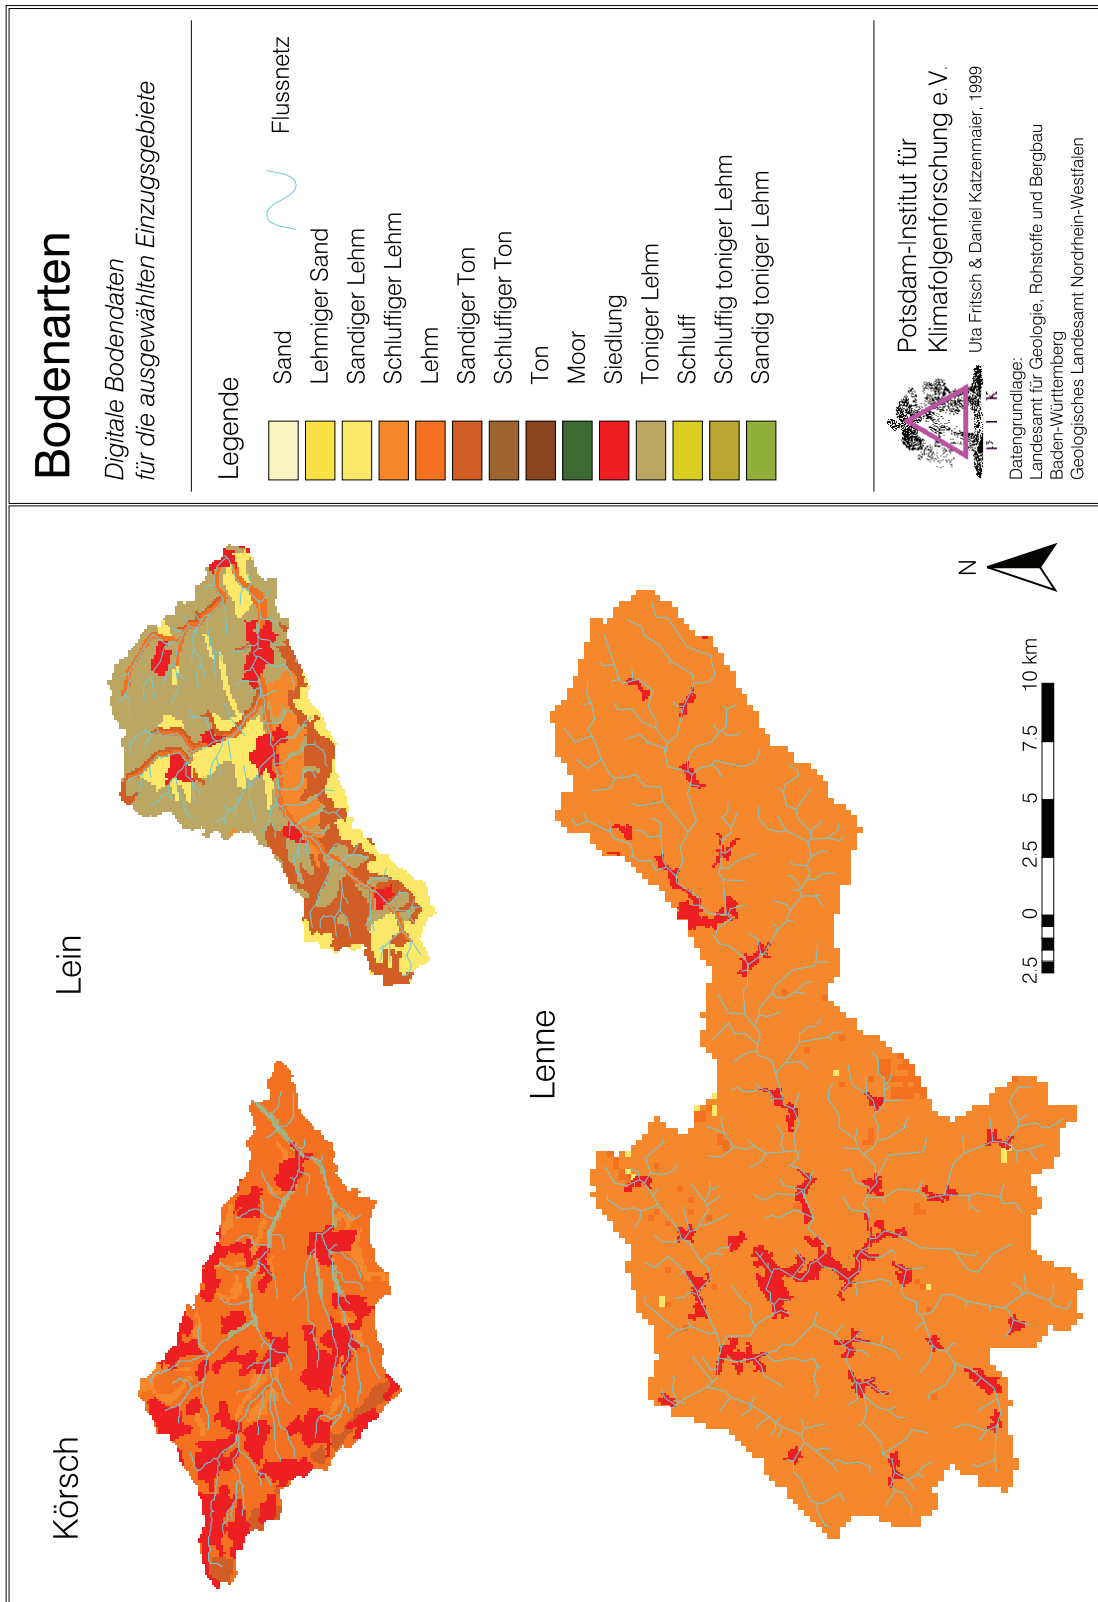 Bodenarten
Digitale Bodendaten
für die ausgewählten Einzugsgebiete
Legende
Sand
Flussnetz
Lehmiger Sand
Sandiger Lehm
Schluffiger Lehm
Lehm
Sandiger Ton
Schluffiger Ton
Ton
Moor
Siedlung
Toniger Lehm
Schluff
Schluffig toniger Lehm
Sandig toniger Lehm
Potsdam-Institut für
Klimafolgenforschung e.V.
Uta Fritsch & Daniel Katzenmaier, 1999
P I K
Datengrundlage:
Landesamt für Geologie, Rohstoffe und Bergbau
Baden-Württemberg
Geologisches Landesamt Nordrhein-Westfalen
Körsch
Lein
Lenne
N
2.5 0 2.5 5 7.5 10 km